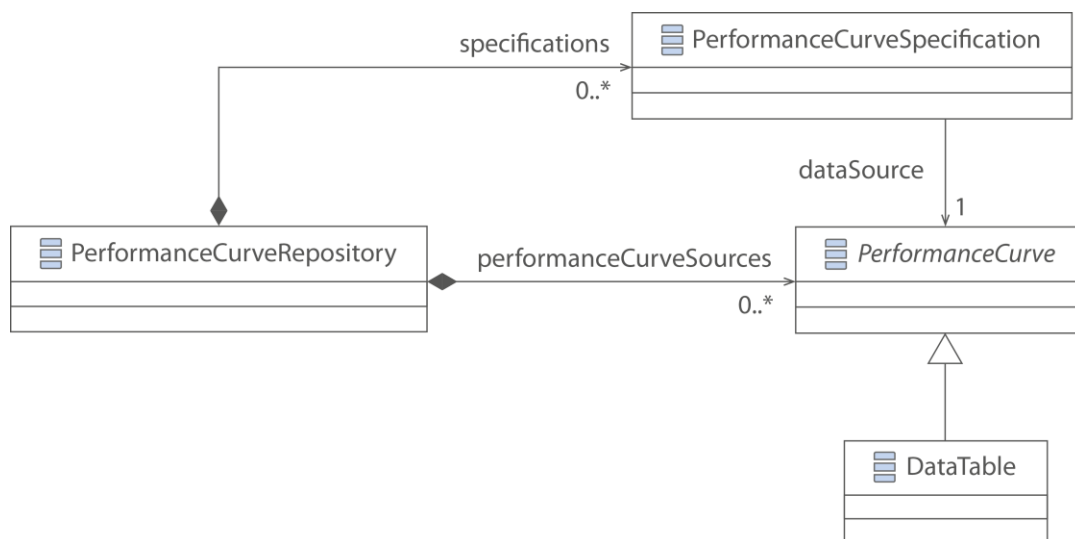 PerformanceCurveSpecification
specifications
0..*
dataSource
1
PerformanceCurveRepository
performanceCurveSources
0..*
PerformanceCurve
DataTable